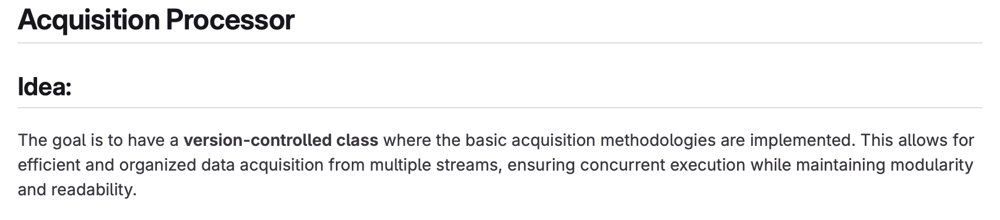 Acquisition Processor
Idea:
The goal is to have a version-controlled class where the basic acquisition methodologies are implemented. This allows for
efficient and organized data acquisition from multiple streams, ensuring concurrent execution while maintaining modularity
and readability.